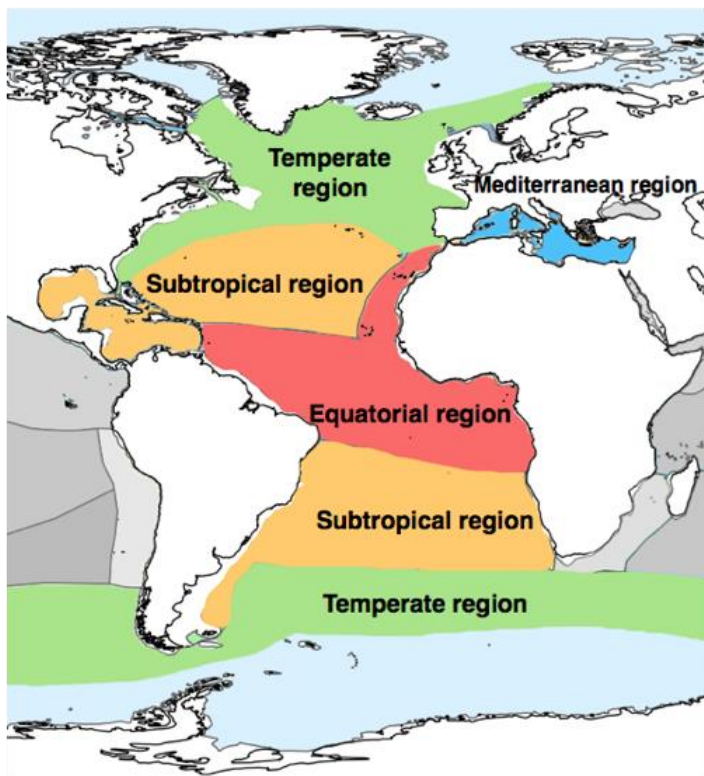 Temperate
region
Mediterranean region
Subtropical region
Equatorial region
Subtropical region
Temperate region